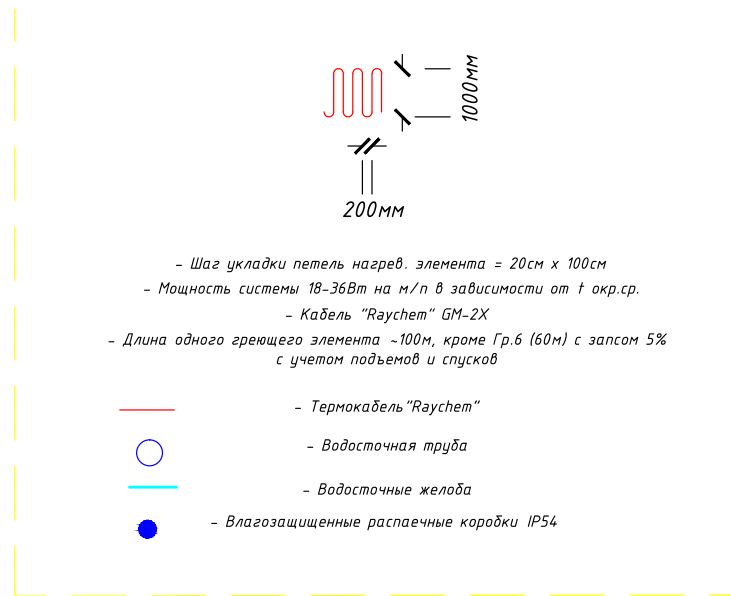 1000мм
200мм
- Шаг укладки петель нагрев. элемента = 20см х 100см
- Мощность системы 18-36Вт на м/п в зависимости от t окр.ср.
- Кабель "Raychem" GM-2X
- Длина одного греющего элемента ~100м, кроме Гр.6 (60м) с запсом 5%
с учетом подъемов и спусков
- Термокабель"Raychem"
- Водосточная труба
- Водосточные желоба
- Влагозащищенные распаечные коробки IP54